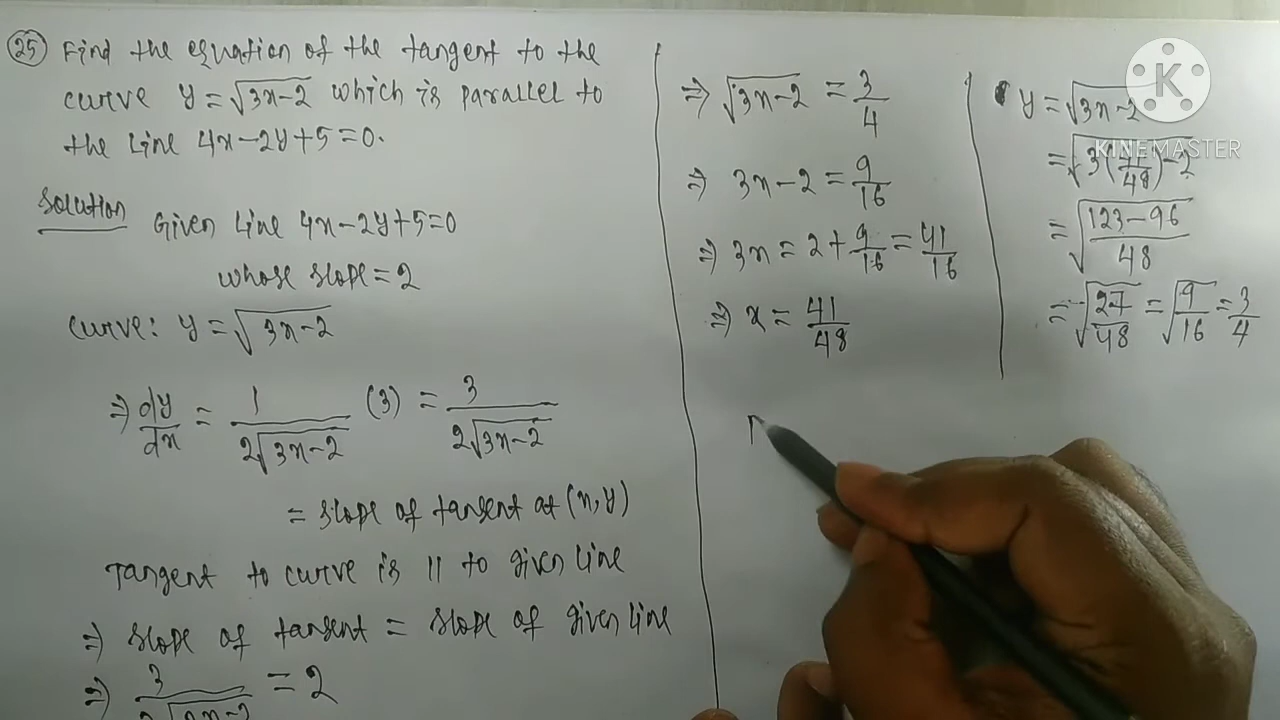 25 Find the equation of the tangent to the
curve y = √3x-2 which is parallel to
the line 4x-2y+5=0.
Solution Given line 4x-2y+5=0
whose slope = 2
curve: y = √3x-2
⇒ dy/dx = 1/2√3x-2 (3) = 3/2√3x-2
= slope of tangent at (x,y)
Tangent to curve is || to given line
⇒ slope of tangent = slope of given line
⇒ 3/2√3x-2 = 2
⇒ √3x-2 = 3/4
⇒ 3x-2 = 9/16
⇒ 3x = 2 + 9/16 = 41/16
⇒ x = 41/48
y = √3x-2
= √3(41/48)-2
= √123-96/48
= √27/48 = √9/16 = 3/4
K
KINEMASTER